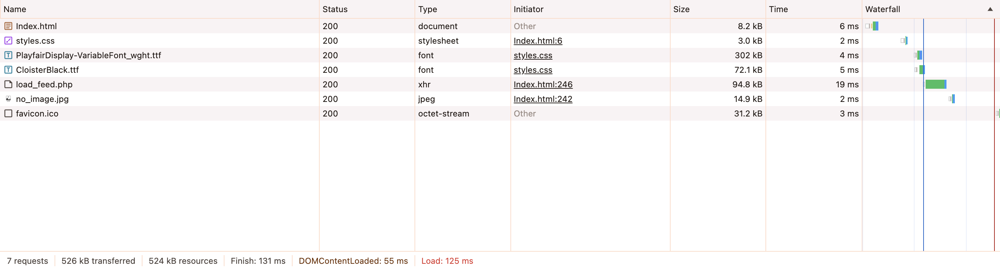 Name Status Type Initiator Size Time Waterfall
Index.html 200 document Other 8.2 kB 6 ms
styles.css 200 stylesheet Index.html:6 3.0 kB 2 ms
PlayfairDisplay-VariableFont_wght.ttf 200 font styles.css 302 kB 4 ms
CloisterBlack.ttf 200 font styles.css 72.1 kB 5 ms
load_feed.php 200 xhr Index.html:246 94.8 kB 19 ms
no_image.jpg 200 jpeg Index.html:242 14.9 kB 2 ms
favicon.ico 200 octet-stream Other 31.2 kB 3 ms
7 requests 526 kB transferred 524 kB resources Finish: 131 ms DOMContentLoaded: 55 ms Load: 125 ms